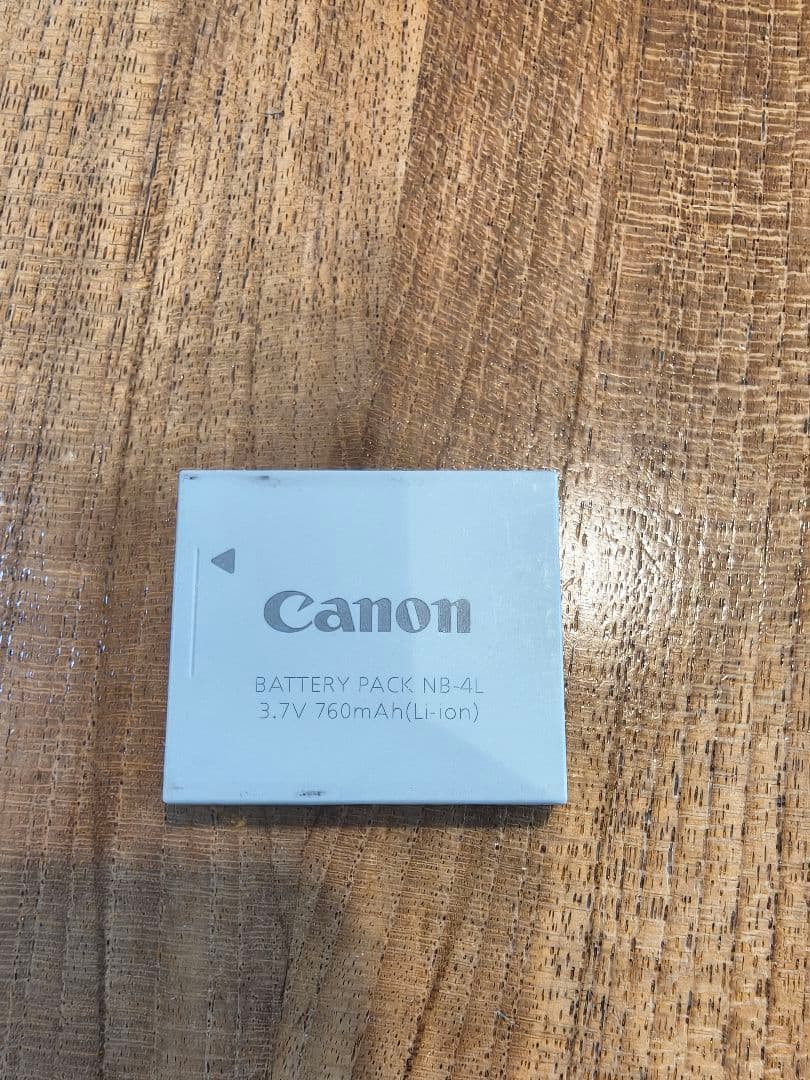 Canon
BATTERY PACK NB-4L
3.7V 760mAh(Li-ion)